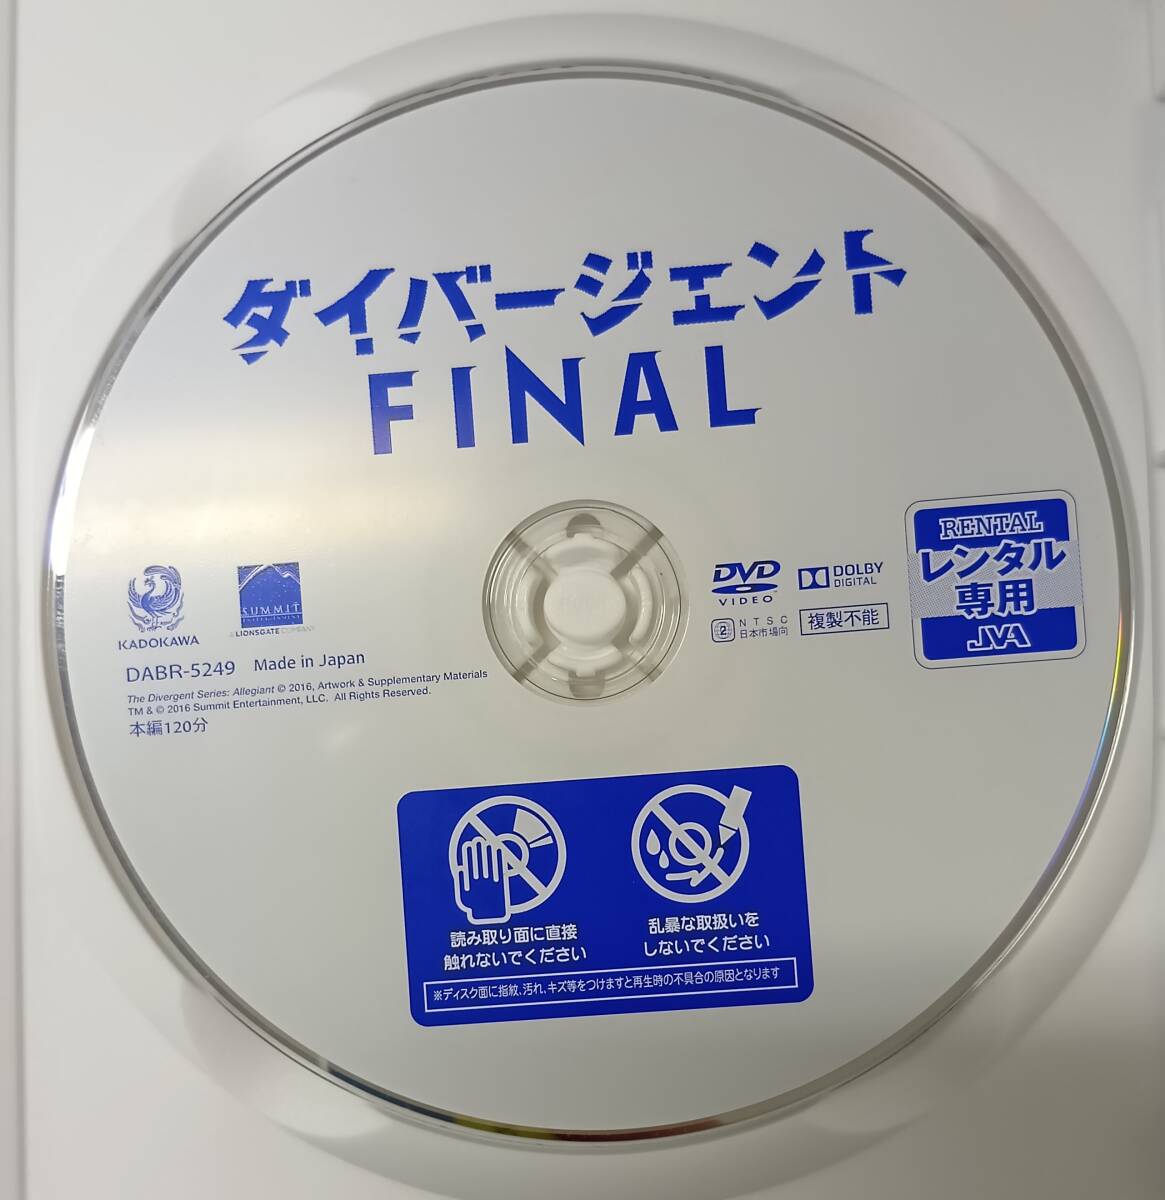 ダイバージェント
FINAL
KADOKAWA
SUMMIT
ENTERTAINMENT
A LIONSGATE COMPANY
DABR-5249 Made in Japan
The Divergent Series: Allegiant © 2016, Artwork & Supplementary Materials
TM & © 2016 Summit Entertainment, LLC. All Rights Reserved.
本編120分
DVD
VIDEO
DOLBY
DIGITAL
2
NTSC
日本市場向
複製不能
RENTAL
レンタル
専用
JVA
読み取り面に直接
触れないでください
乱暴な取扱いを
しないでください
※ディスク面に指紋、汚れ、キズ等をつけますと再生時の不具合の原因となります